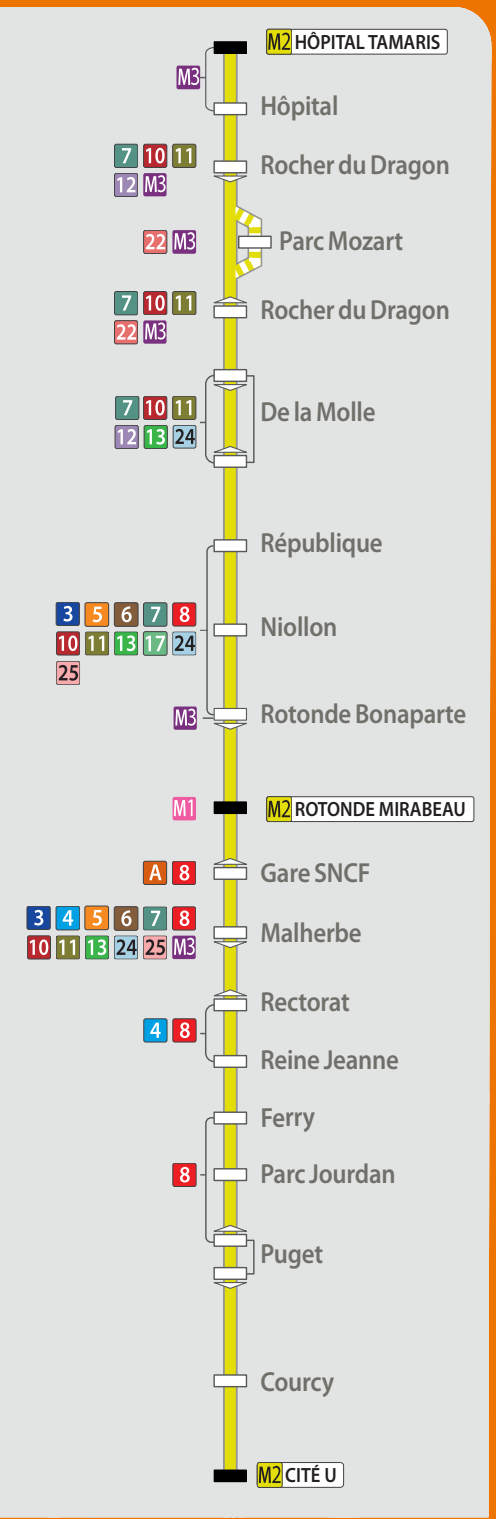 M2 HÔPITAL TAMARIS
M3
Hôpital
7 10 11
Rocher du Dragon
12 M3
22 M3 Parc Mozart
7 10 11
Rocher du Dragon
22 M3
7 10 11
De la Molle
12 13 24
République
3 5 6 7 8
Niollon
10 11 13 17 24
25
M3 Rotonde Bonaparte
M1 M2 ROTONDE MIRABEAU
A 8 Gare SNCF
3 4 5 6 7 8
Malherbe
10 11 13 24 25 M3
Rectorat
4 8
Reine Jeanne
Ferry
8 Parc Jourdan
Puget
Courcy
M2 CITÉ U